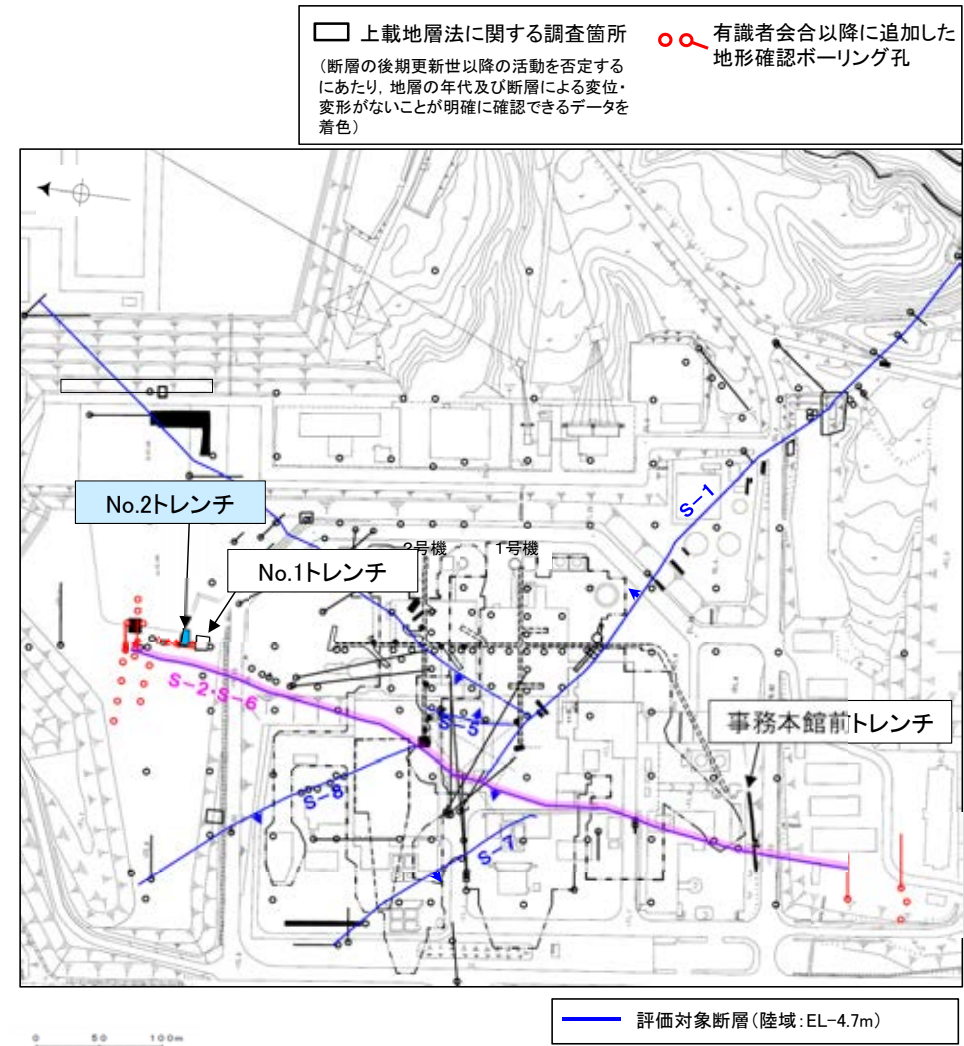 上載地層法に関する調査箇所
(断層の後期更新世以降の活動を否定する
にあたり, 地層の年代及び断層による変位・
変形がないことが明確に確認できるデータを
着色)
有識者会合以降に追加した
地形確認ボーリング孔
S-1
No.2トレンチ
No.1トレンチ
2号機
1号機
S-2・S-6
S-5
事務本館前トレンチ
S-8
S-7
評価対象断層(陸域:EL-4.7m)
0 50 100m